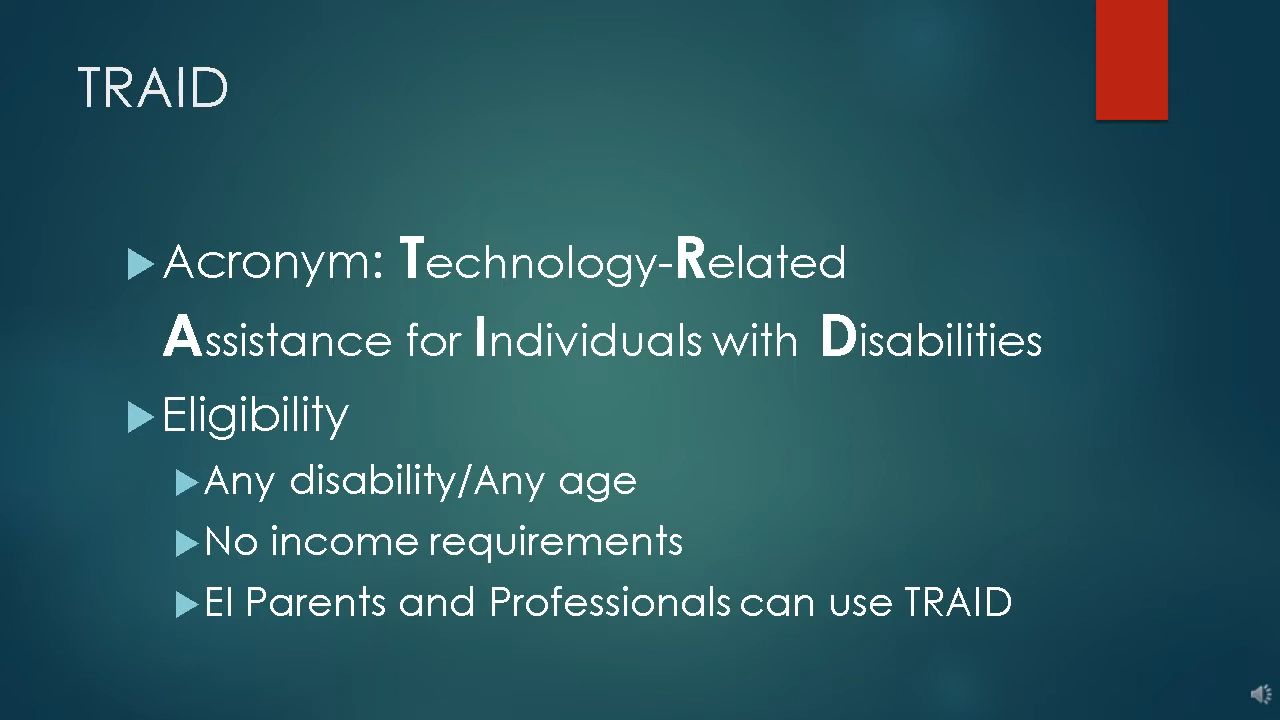 TRAID
Acronym: Technology-Related
Assistance for Individuals with Disabilities
Eligibility
Any disability/Any age
No income requirements
EI Parents and Professionals can use TRAID